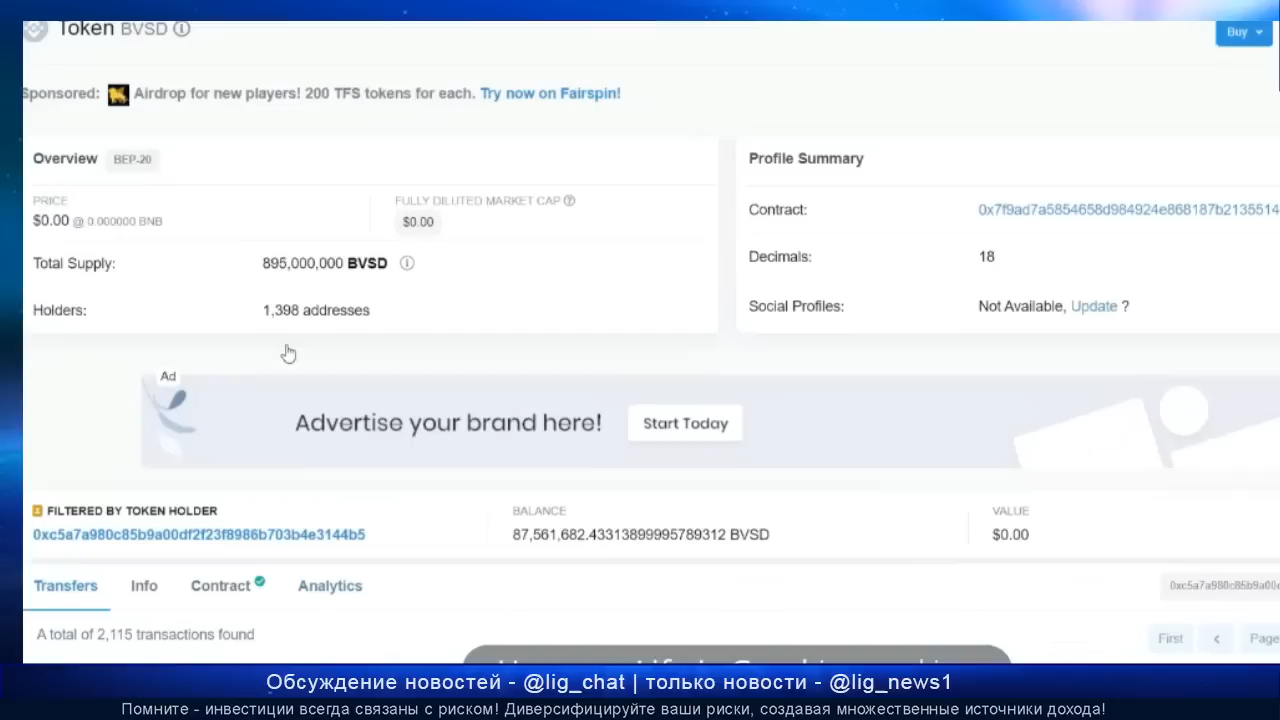 Token BVSD
Buy
Sponsored: Airdrop for new players! 200 TFS tokens for each. Try now on Fairspin!
Overview BEP-20
Profile Summary
PRICE
FULLY DILUTED MARKET CAP
$0.00 @ 0.000000 BNB
$0.00
Contract: 0x7f9ad7a5854658d984924e868187b2135514
Total Supply: 895,000,000 BVSD
Decimals: 18
Holders: 1,398 addresses
Social Profiles: Not Available, Update ?
Ad
Advertise your brand here! Start Today
FILTERED BY TOKEN HOLDER
BALANCE
VALUE
0xc5a7a980c85b9a00df2f23f8986b703b4e3144b5
87,561,682.43313899995789312 BVSD
$0.00
Transfers Info Contract Analytics
0xc5a7a980c85b9a00
A total of 2,115 transactions found
First < Page
Обсуждение новостей - @lig_chat | только новости - @lig_news1
Помните - инвестиции всегда связаны с риском! Диверсифицируйте ваши риски, создавая множественные источники дохода!